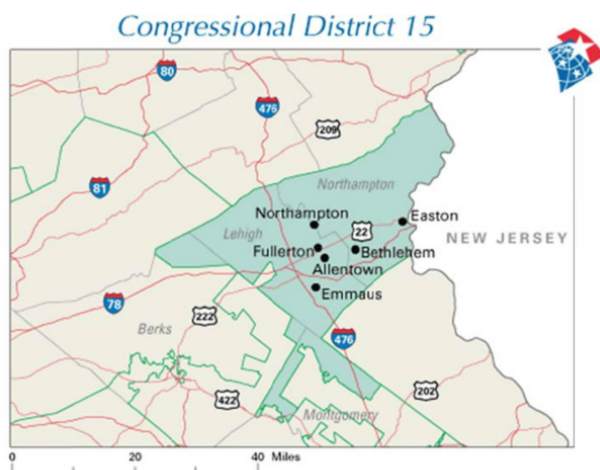 Congressional District 15
80
476
209
81
Northampton
Northampton
Easton
22
Lehigh
NEW JERSEY
Fullerton
Bethlehem
Allentown
Emmaus
78
222
Berks
476
422
202
Montgomery
0 20 40 Miles